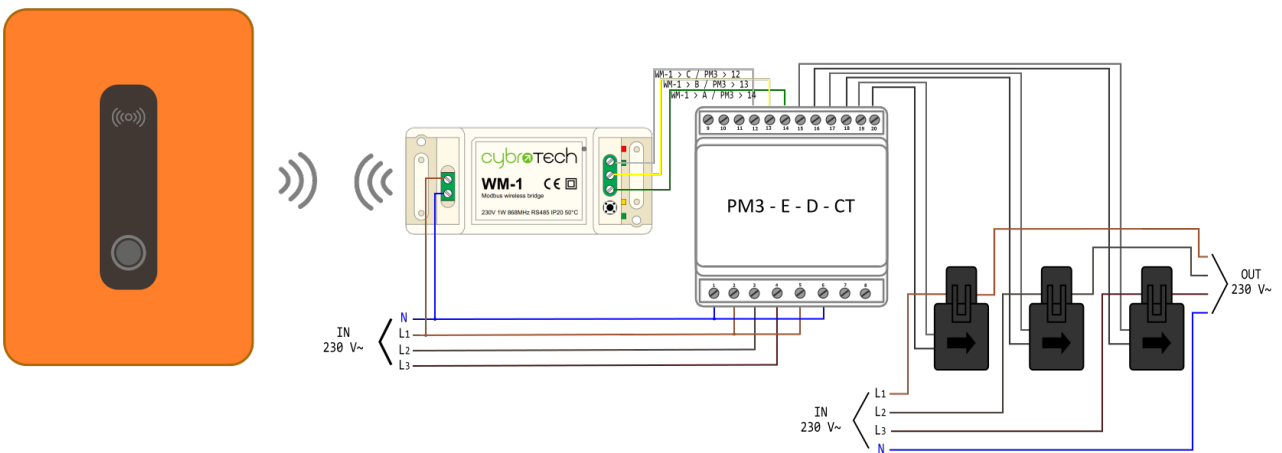 WM-1 > C / PM3 > 12
WM-1 > B / PM3 > 13
WM-1 > A / PM3 > 14
cybroTECH
WM-1 CE
Modbus wireless bridge
230V 1W 868MHz RS485 IP20 50°C
9 10 11 12 13 14 15 16 17 18 19 20
PM3 - E - D - CT
1 2 3 4 5 6 7 8
IN
230 V~
N
L1
L2
L3
OUT
230 V~
IN
230 V~
L1
L2
L3
N